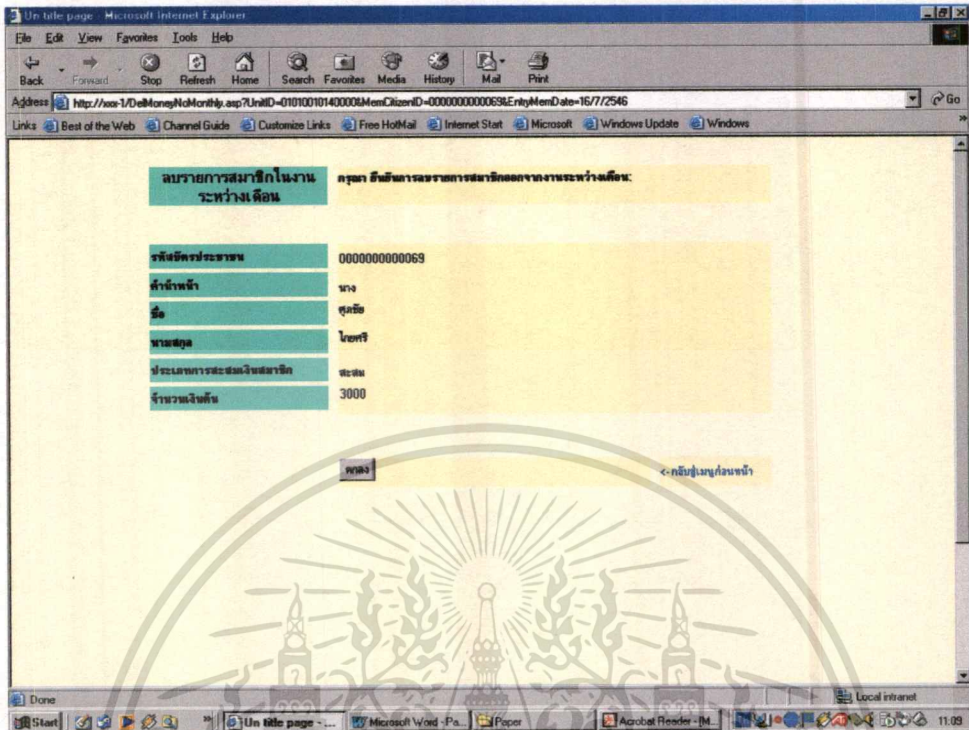 Un title page - Microsoft Internet Explorer
File Edit View Favorites Tools Help
Back Forward Stop Refresh Home Search Favorites Media History Mail Print
Address http://xxx-1/DelMoneyNoMonthly.asp?UnitID=01010010140000&MemCitizenID=0000000000069&EntryMemDate=16/7/2546 Go
Links Best of the Web Channel Guide Customize Links Free HotMail Internet Start Microsoft Windows Update Windows
ลบรายการสมาชิกในงาน
ระหว่างเดือน
กรุณา ยืนยันการลบรายการสมาชิกออกจากงานระหว่างเดือน:
รหัสบัตรประชาชน 0000000000069
คำนำหน้า นาง
ชื่อ ศุภชัย
นามสกุล ไทยศรี
ประเภทการสะสมเงินสมาชิก สะสม
จำนวนเงินต้น 3000
ตกลง <-กลับสู่เมนูก่อนหน้า
Done Local intranet
Start Un title page - ... Microsoft Word - Pa... Paper Acrobat Reader - [M... 11:09